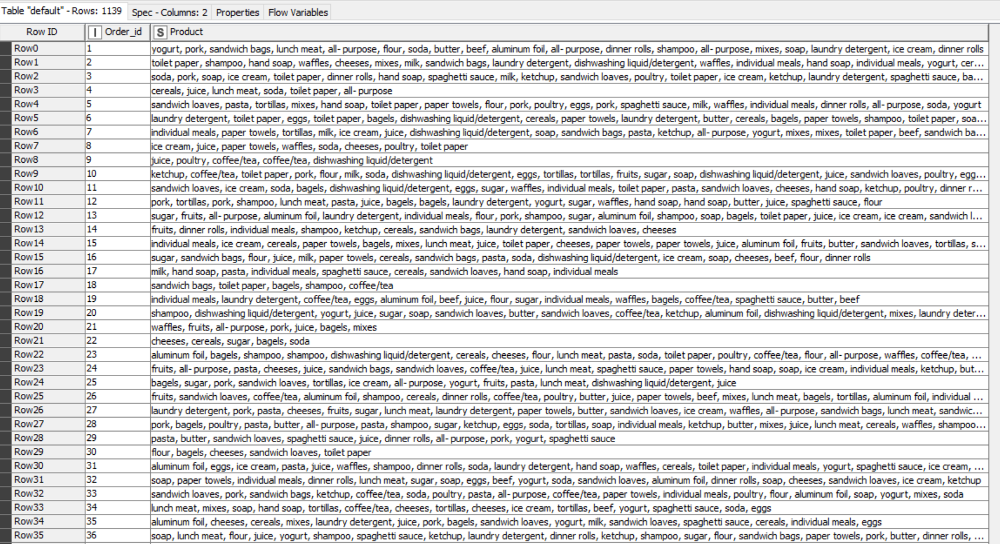 Table "default" - Rows: 1139 Spec - Columns: 2 Properties Flow Variables
Row ID I Order_id S Product
Row0 1 yogurt, pork, sandwich bags, lunch meat, all- purpose, flour, soda, butter, beef, aluminum foil, all- purpose, dinner rolls, shampoo, all- purpose, mixes, soap, laundry detergent, ice cream, dinner rolls
Row1 2 toilet paper, shampoo, hand soap, waffles, cheeses, mixes, milk, sandwich bags, laundry detergent, dishwashing liquid/detergent, waffles, individual meals, hand soap, individual meals, yogurt, cer...
Row2 3 soda, pork, soap, ice cream, toilet paper, dinner rolls, hand soap, spaghetti sauce, milk, ketchup, sandwich loaves, poultry, toilet paper, ice cream, ketchup, laundry detergent, spaghetti sauce, ba...
Row3 4 cereals, juice, lunch meat, soda, toilet paper, all- purpose
Row4 5 sandwich loaves, pasta, tortillas, mixes, hand soap, toilet paper, paper towels, flour, pork, poultry, eggs, pork, spaghetti sauce, milk, waffles, individual meals, dinner rolls, all- purpose, soda, yogurt
Row5 6 laundry detergent, toilet paper, eggs, toilet paper, bagels, dishwashing liquid/detergent, cereals, paper towels, laundry detergent, butter, cereals, bagels, paper towels, shampoo, toilet paper, soa...
Row6 7 individual meals, paper towels, tortillas, milk, ice cream, juice, dishwashing liquid/detergent, soap, sandwich bags, pasta, ketchup, all- purpose, yogurt, mixes, mixes, toilet paper, beef, sandwich ba...
Row7 8 ice cream, juice, paper towels, waffles, soda, cheeses, poultry, toilet paper
Row8 9 juice, poultry, coffee/tea, coffee/tea, dishwashing liquid/detergent
Row9 10 ketchup, coffee/tea, toilet paper, pork, flour, milk, soda, dishwashing liquid/detergent, eggs, tortillas, tortillas, fruits, sugar, soap, dishwashing liquid/detergent, juice, sandwich loaves, poultry, egg...
Row10 11 sandwich loaves, ice cream, soda, bagels, dishwashing liquid/detergent, eggs, sugar, waffles, individual meals, toilet paper, pasta, sandwich loaves, cheeses, hand soap, ketchup, poultry, dinner r...
Row11 12 pork, tortillas, pork, shampoo, lunch meat, pasta, juice, bagels, bagels, laundry detergent, yogurt, sugar, waffles, hand soap, hand soap, butter, juice, spaghetti sauce, flour
Row12 13 sugar, fruits, all- purpose, aluminum foil, laundry detergent, individual meals, flour, pork, shampoo, sugar, aluminum foil, shampoo, soap, bagels, toilet paper, juice, ice cream, ice cream, sandwich l...
Row13 14 fruits, dinner rolls, individual meals, shampoo, ketchup, cereals, sandwich bags, laundry detergent, sandwich loaves, cheeses
Row14 15 individual meals, ice cream, cereals, paper towels, bagels, mixes, lunch meat, juice, toilet paper, cheeses, paper towels, paper towels, juice, aluminum foil, fruits, butter, sandwich loaves, tortillas, s...
Row15 16 sugar, sandwich bags, flour, juice, milk, paper towels, cereals, sandwich bags, pasta, soda, dishwashing liquid/detergent, ice cream, soap, cheeses, beef, flour, dinner rolls
Row16 17 milk, hand soap, pasta, individual meals, spaghetti sauce, cereals, sandwich loaves, hand soap, individual meals
Row17 18 sandwich bags, toilet paper, bagels, shampoo, coffee/tea
Row18 19 individual meals, laundry detergent, coffee/tea, eggs, aluminum foil, beef, juice, flour, sugar, individual meals, waffles, bagels, coffee/tea, spaghetti sauce, butter, beef
Row19 20 shampoo, dishwashing liquid/detergent, yogurt, juice, sugar, soap, sandwich loaves, butter, sandwich loaves, coffee/tea, ketchup, aluminum foil, dishwashing liquid/detergent, mixes, laundry deter...
Row20 21 waffles, fruits, all- purpose, pork, juice, bagels, mixes
Row21 22 cheeses, cereals, sugar, bagels, soda
Row22 23 aluminum foil, bagels, shampoo, shampoo, dishwashing liquid/detergent, cereals, cheeses, flour, lunch meat, pasta, soda, toilet paper, poultry, coffee/tea, flour, all- purpose, waffles, coffee/tea, ...
Row23 24 fruits, all- purpose, pasta, cheeses, juice, sandwich bags, sandwich loaves, coffee/tea, juice, lunch meat, spaghetti sauce, paper towels, hand soap, soap, ice cream, individual meals, ketchup, but...
Row24 25 bagels, sugar, pork, sandwich loaves, tortillas, ice cream, all- purpose, yogurt, fruits, pasta, lunch meat, dishwashing liquid/detergent, juice
Row25 26 fruits, sandwich loaves, coffee/tea, aluminum foil, shampoo, cereals, dinner rolls, coffee/tea, poultry, butter, juice, paper towels, beef, mixes, lunch meat, bagels, tortillas, aluminum foil, individual ...
Row26 27 laundry detergent, pork, pasta, cheeses, fruits, sugar, lunch meat, laundry detergent, paper towels, butter, sandwich loaves, ice cream, waffles, all- purpose, sandwich bags, lunch meat, sandwic...
Row27 28 pork, bagels, poultry, pasta, butter, all- purpose, pasta, shampoo, sugar, ketchup, eggs, soda, tortillas, soap, individual meals, ketchup, butter, mixes, juice, lunch meat, cereals, waffles, shampoo...
Row28 29 pasta, butter, sandwich loaves, spaghetti sauce, juice, dinner rolls, all- purpose, pork, yogurt, spaghetti sauce
Row29 30 flour, bagels, cheeses, sandwich loaves, toilet paper
Row30 31 aluminum foil, eggs, ice cream, pasta, juice, waffles, shampoo, dinner rolls, soda, laundry detergent, hand soap, waffles, cereals, toilet paper, individual meals, yogurt, spaghetti sauce, ice cream, ...
Row31 32 soap, paper towels, individual meals, dinner rolls, lunch meat, sugar, soap, eggs, beef, yogurt, soda, sandwich loaves, aluminum foil, dinner rolls, soap, cheeses, sandwich loaves, ice cream, ketchup
Row32 33 sandwich loaves, pork, sandwich bags, ketchup, coffee/tea, soda, poultry, pasta, all- purpose, coffee/tea, paper towels, individual meals, poultry, flour, aluminum foil, soap, yogurt, mixes, soda
Row33 34 lunch meat, mixes, soap, hand soap, tortillas, coffee/tea, cheeses, tortillas, cheeses, ice cream, tortillas, beef, yogurt, spaghetti sauce, soda, eggs
Row34 35 aluminum foil, cheeses, cereals, mixes, laundry detergent, juice, pork, bagels, sandwich loaves, yogurt, milk, sandwich loaves, spaghetti sauce, cereals, individual meals, eggs
Row35 36 soap, lunch meat, flour, juice, yogurt, shampoo, spaghetti sauce, ketchup, laundry detergent, dinner rolls, ketchup, shampoo, sugar, flour, sandwich bags, paper towels, pork, butter, dinner rolls, ...